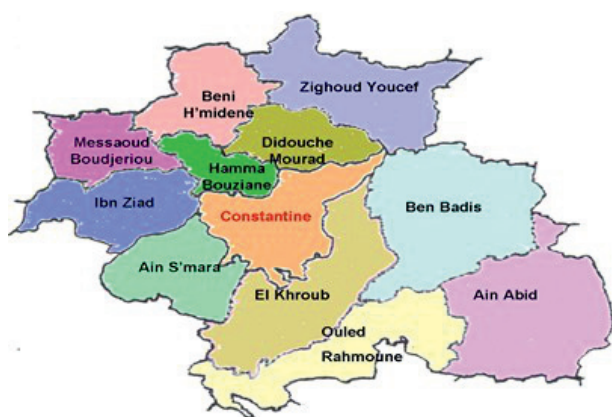 Zighoud Youcef
Beni
H'midene
Messaoud
Boudjeriou
Didouche
Mourad
Hamma
Bouziane
Ibn Ziad
Constantine
Ben Badis
Ain S'mara
El Khroub
Ain Abid
Ouled
Rahmoune